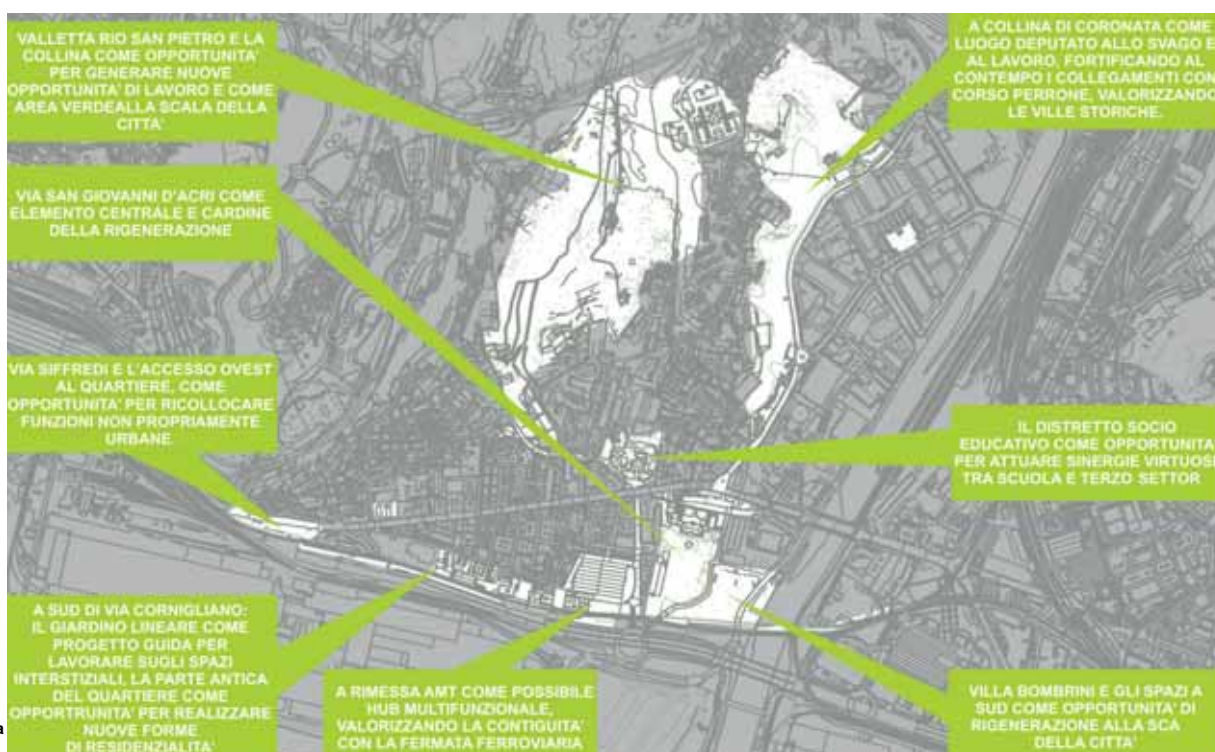 VALLETTA RIO SAN PIETRO E LA
COLLINA COME OPPORTUNITA'
PER GENERARE NUOVE
OPPORTUNITA' DI LAVORO E COME
AREA VERDEALLA SCALA DELLA
CITTA'
VIA SAN GIOVANNI D'ACRI COME
ELEMENTO CENTRALE E CARDINE
DELLA RIGENERAZIONE
VIA SIFFREDI E L'ACCESSO OVEST
AL QUARTIERE, COME
OPPORTUNITA' PER RICOLLOCARE
FUNZIONI NON PROPRIAMENTE
URBANE
A SUD DI VIA CORNIGLIANO:
IL GIARDINO LINEARE COME
PROGETTO GUIDA PER
LAVORARE SUGLI SPAZI
INTERSTIZIALI, LA PARTE ANTICA
DEL QUARTIERE COME
OPPORTRUNITA' PER REALIZZARE
NUOVE FORME
DI RESIDENZIALITA'
a
A RIMESSA AMT COME POSSIBILE
HUB MULTIFUNZIONALE,
VALORIZZANDO LA CONTIGUITA'
CON LA FERMATA FERROVIARIA
A COLLINA DI CORONATA COME
LUOGO DEPUTATO ALLO SVAGO E
AL LAVORO, FORTIFICANDO AL
CONTEMPO I COLLEGAMENTI CON
CORSO PERRONE, VALORIZZANDO
LE VILLE STORICHE.
IL DISTRETTO SOCIO
EDUCATIVO COME OPPORTUNITA
PER ATTUARE SINERGIE VIRTUOSE
TRA SCUOLA E TERZO SETTOR
VILLA BOMBRINI E GLI SPAZI A
SUD COME OPPORTUNITA' DI
RIGENERAZIONE ALLA SCA
DELLA CITTA'